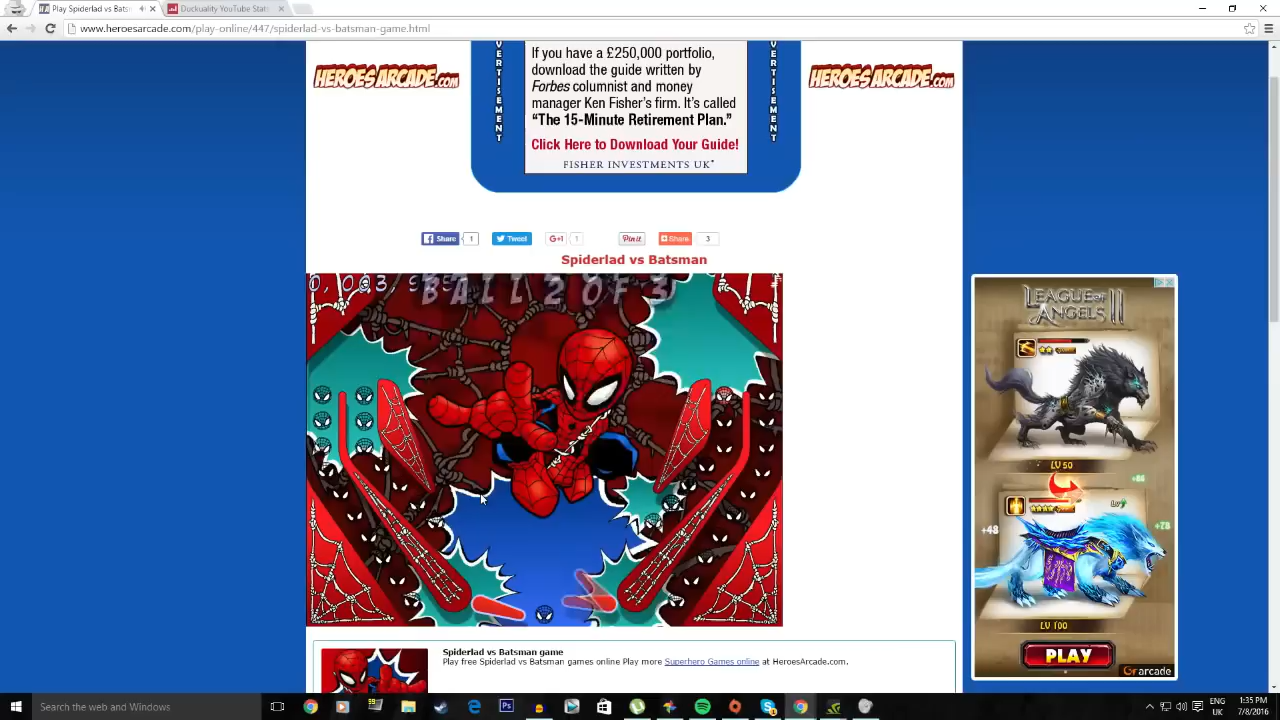 Play Spiderlad vs Batsman
Duckuality YouTube Stats
www.heroesarcade.com/play-online/447/spiderlad-vs-batsman-game.html
HEROESARCADE.COM
VERTISEMENT
If you have a £250,000 portfolio,
download the guide written by
Forbes columnist and money
manager Ken Fisher's firm. It's called
“The 15-Minute Retirement Plan.”
Click Here to Download Your Guide!
FISHER INVESTMENTS UK
VERTISEMENT
HEROESARCADE.COM
Share 1 Tweet G+1 1 Pin it Share 3
Spiderlad vs Batsman
BALL 2 OF 3
LEAGUE OF
ANGELS II
LV 50
+86
+48
+78
LV 100
PLAY
arcade
Spiderlad vs Batsman game
Play free Spiderlad vs Batsman games online Play more Superhero Games online at HeroesArcade.com.
Search the web and Windows
ENG
UK
1:35 PM
7/8/2016